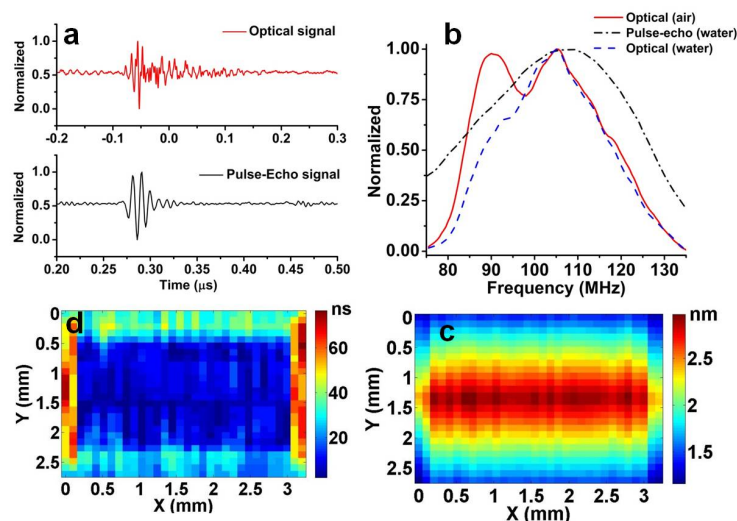 a
Optical signal
Normalized
1.0
0.5
0.0
-0.2 -0.1 0.0 0.1 0.2 0.3
Pulse-Echo signal
Normalized
1.0
0.5
0.0
0.20 0.25 0.30 0.35 0.40 0.45 0.50
Time (μs)
b
Optical (air)
Pulse-echo (water)
Optical (water)
Normalized
1.00
0.75
0.50
0.25
0.00
80 90 100 110 120 130
Frequency (MHz)
d
ns
60
40
20
Y (mm)
0
0.5
1
1.5
2
2.5
0 0.5 1 1.5 2 2.5 3
X (mm)
c
nm
2.5
2
1.5
Y (mm)
0
0.5
1
1.5
2
2.5
0 0.5 1 1.5 2 2.5 3
X (mm)